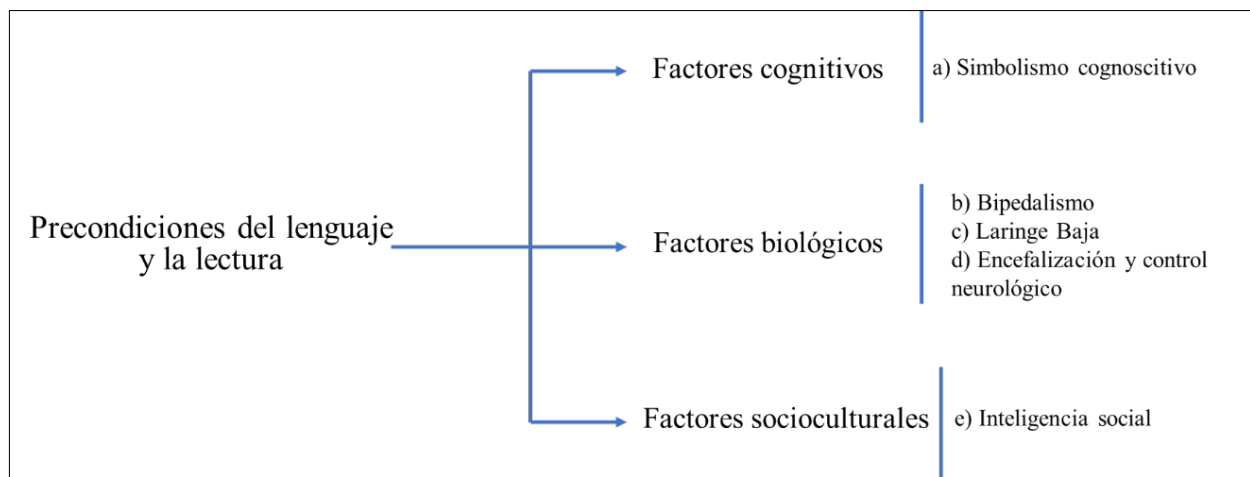 Factores cognitivos
a) Simbolismo cognoscitivo
Precondiciones del lenguaje
y la lectura
Factores biológicos
b) Bipedalismo
c) Laringe Baja
d) Encefalización y control
neurológico
Factores socioculturales
e) Inteligencia social